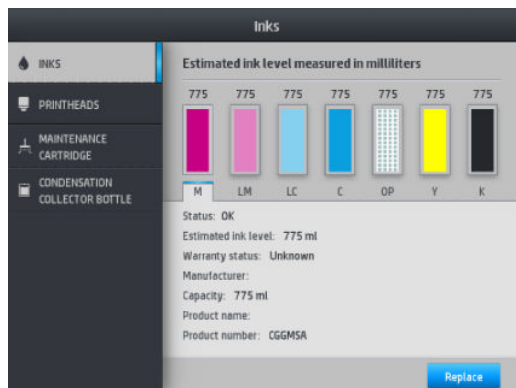 Inks
INKS
PRINTHEADS
MAINTENANCE
CARTRIDGE
CONDENSATION
COLLECTOR BOTTLE
Estimated ink level measured in milliliters
775 775 775 775 775 775 775
M LM LC C OP Y K
Status: OK
Estimated ink level: 775 ml
Warranty status: Unknown
Manufacturer:
Capacity: 775 ml
Product name:
Product number: CGGMSA
Replace